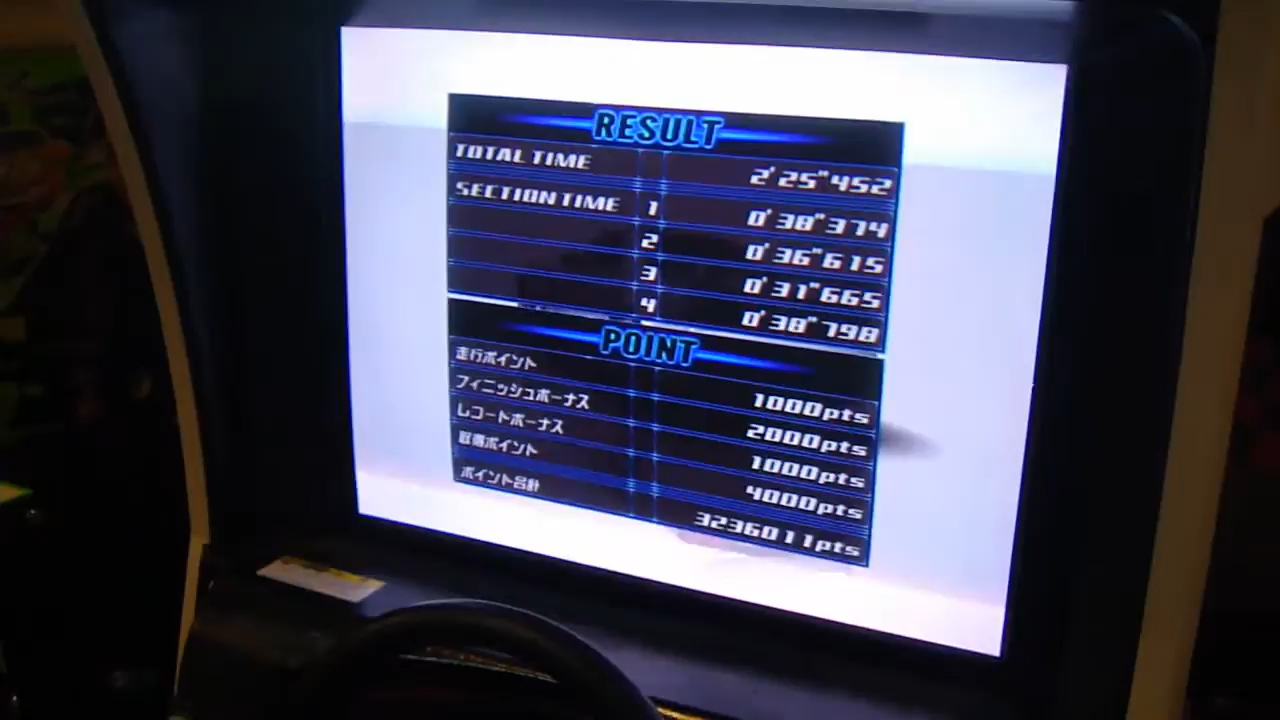 RESULT
TOTAL TIME 2'25"452
SECTION TIME 1 0'38"374
2 0'36"615
3 0'31"665
4 0'38"798
POINT
走行ポイント 1000pts
フィニッシュボーナス 2000pts
レコードボーナス 1000pts
取得ポイント 4000pts
ポイント合計 3236011pts